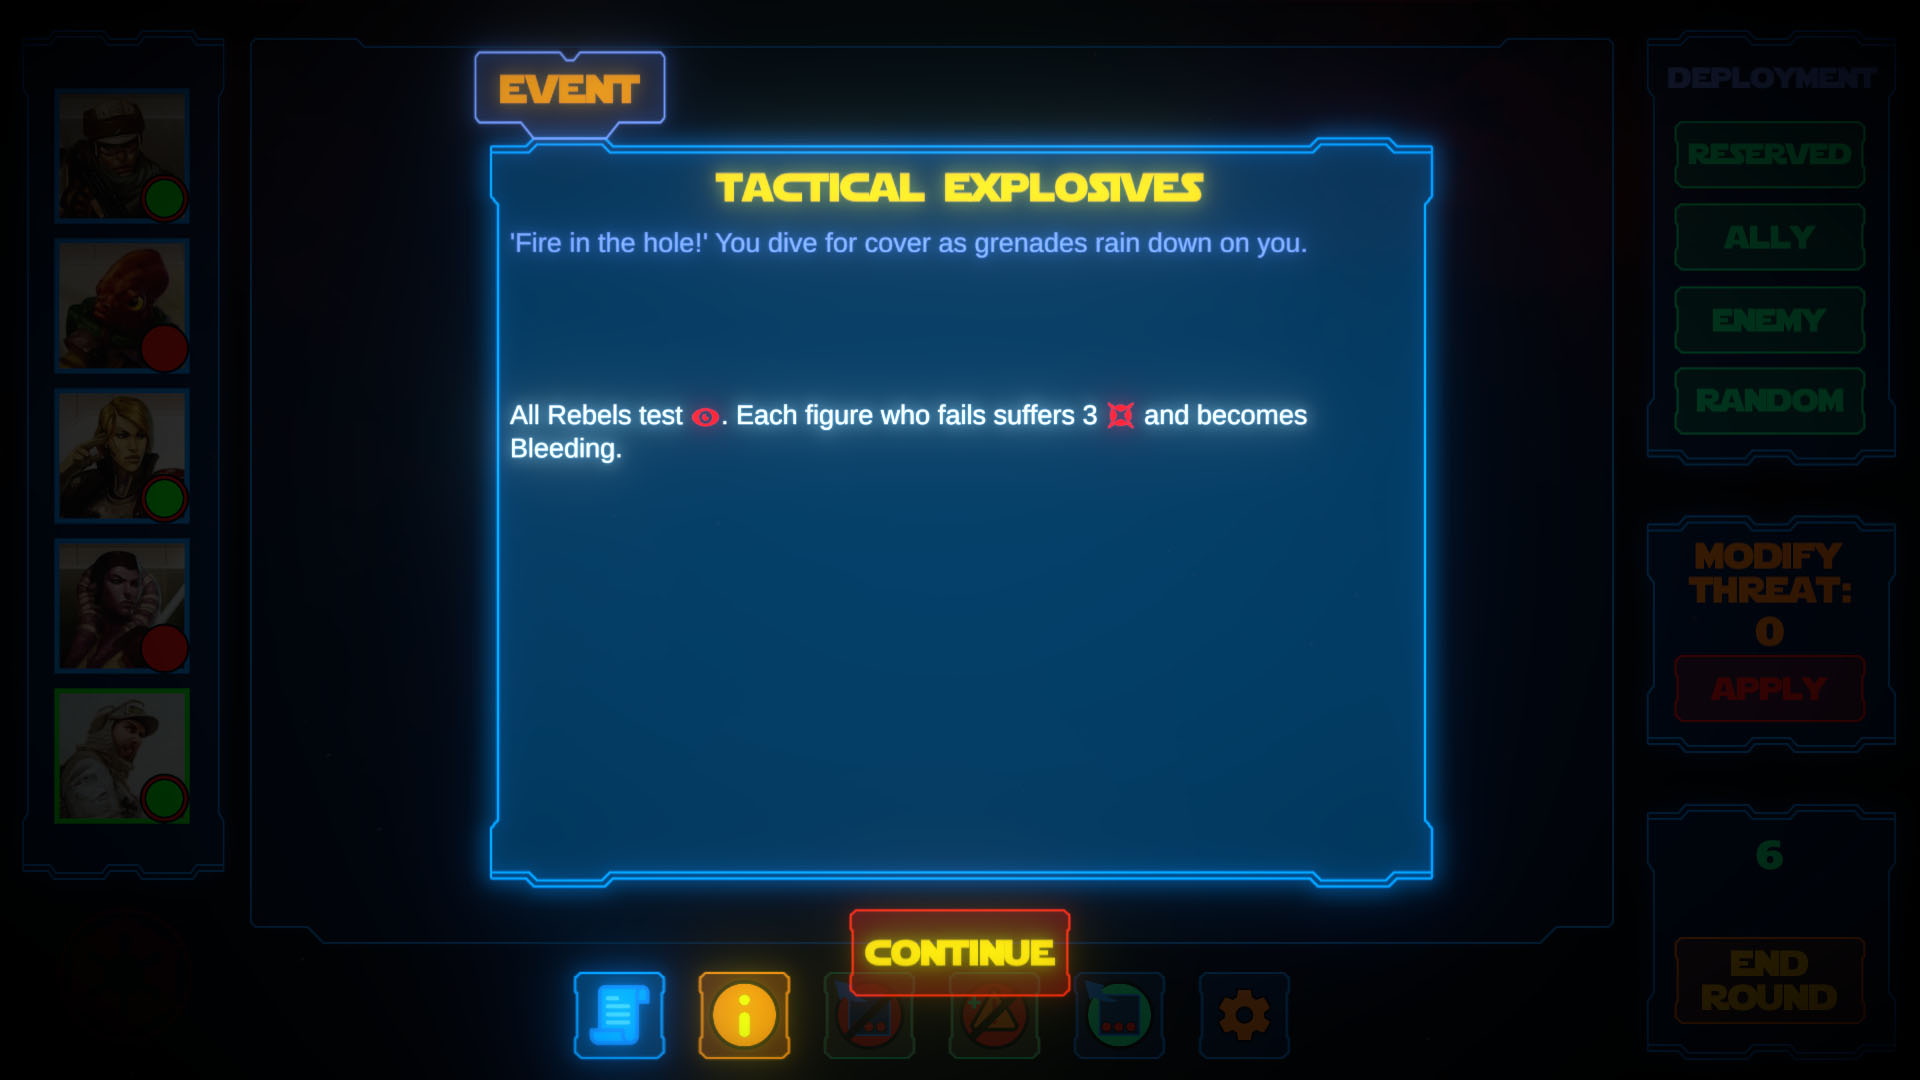 EVENT
TACTICAL EXPLOSIVES
'Fire in the hole!' You dive for cover as grenades rain down on you.
All Rebels test . Each figure who fails suffers 3 and becomes
Bleeding.
CONTINUE
DEPLOYMENT
RESERVED
ALLY
ENEMY
RANDOM
MODIFY
THREAT:
0
APPLY
6
END
ROUND